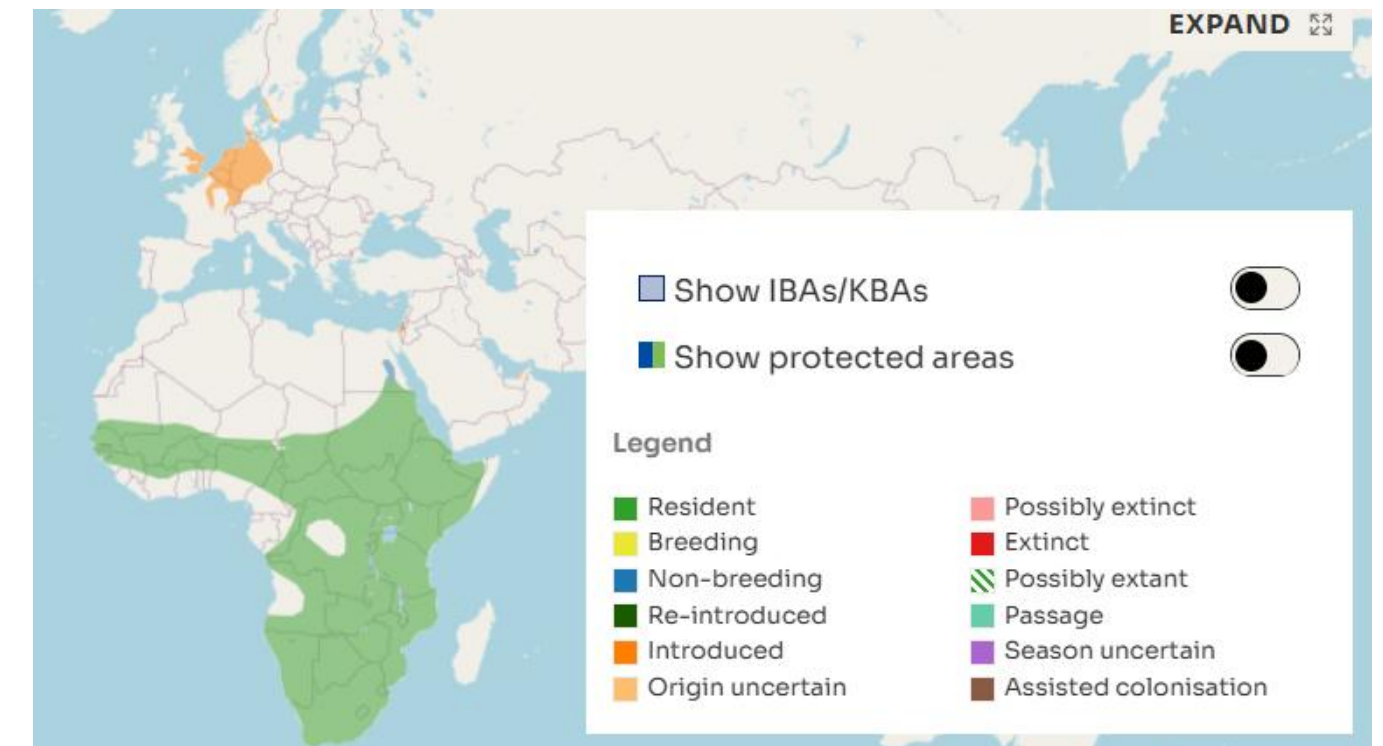 EXPAND
Show IBAs/KBAs
Show protected areas
Legend
Resident
Breeding
Non-breeding
Re-introduced
Introduced
Origin uncertain
Possibly extinct
Extinct
Possibly extant
Passage
Season uncertain
Assisted colonisation